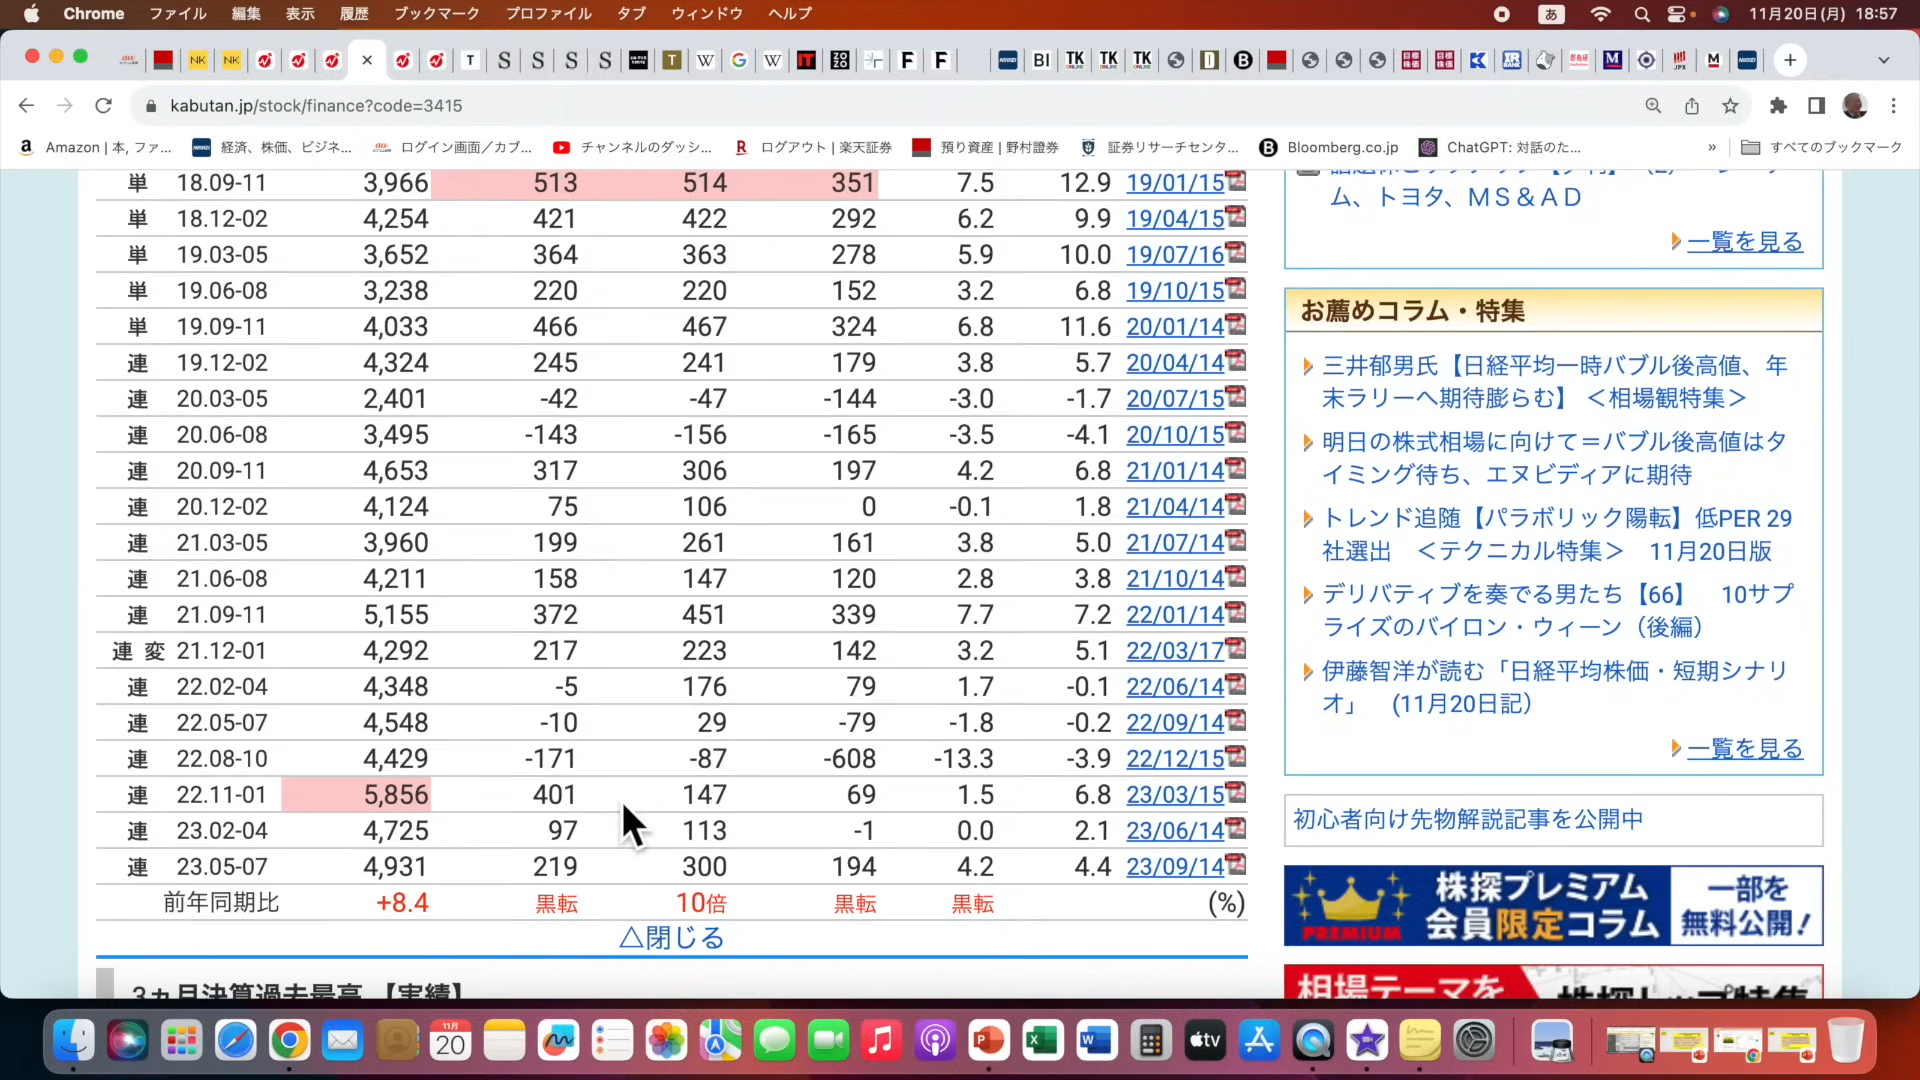 Chrome ファイル 編集 表示 履歴 ブックマーク プロファイル タブ ウィンドウ ヘルプ あ 11月20日(月) 18:57
kabutan.jp/stock/finance?code=3415
Amazon | 本, ファ... 経済、株価、ビジネ... ログイン画面／カブ... チャンネルのダッシ... ログアウト | 楽天証券 預り資産 | 野村證券 証券リサーチセンタ... Bloomberg.co.jp ChatGPT: 対話のた... » すべてのブックマーク
単 18.09-11 3,966 513 514 351 7.5 12.9 19/01/15
単 18.12-02 4,254 421 422 292 6.2 9.9 19/04/15
単 19.03-05 3,652 364 363 278 5.9 10.0 19/07/16
単 19.06-08 3,238 220 220 152 3.2 6.8 19/10/15
単 19.09-11 4,033 466 467 324 6.8 11.6 20/01/14
連 19.12-02 4,324 245 241 179 3.8 5.7 20/04/14
連 20.03-05 2,401 -42 -47 -144 -3.0 -1.7 20/07/15
連 20.06-08 3,495 -143 -156 -165 -3.5 -4.1 20/10/15
連 20.09-11 4,653 317 306 197 4.2 6.8 21/01/14
連 20.12-02 4,124 75 106 0 -0.1 1.8 21/04/14
連 21.03-05 3,960 199 261 161 3.8 5.0 21/07/14
連 21.06-08 4,211 158 147 120 2.8 3.8 21/10/14
連 21.09-11 5,155 372 451 339 7.7 7.2 22/01/14
連 変 21.12-01 4,292 217 223 142 3.2 5.1 22/03/17
連 22.02-04 4,348 -5 176 79 1.7 -0.1 22/06/14
連 22.05-07 4,548 -10 29 -79 -1.8 -0.2 22/09/14
連 22.08-10 4,429 -171 -87 -608 -13.3 -3.9 22/12/15
連 22.11-01 5,856 401 147 69 1.5 6.8 23/03/15
連 23.02-04 4,725 97 113 -1 0.0 2.1 23/06/14
連 23.05-07 4,931 219 300 194 4.2 4.4 23/09/14
前年同期比 +8.4 黒転 10倍 黒転 黒転 (%)
△閉じる
3ヵ月決算過去最高 【実績】
ム、トヨタ、ＭＳ＆ＡＤ
一覧を見る
お薦めコラム・特集
三井郁男氏【日経平均一時バブル後高値、年
末ラリーへ期待膨らむ】 ＜相場観特集＞
明日の株式相場に向けて＝バブル後高値はタ
イミング待ち、エヌビディアに期待
トレンド追随【パラボリック陽転】低PER 29
社選出 ＜テクニカル特集＞ 11月20日版
デリバティブを奏でる男たち【66】 10サプ
ライズのバイロン・ウィーン（後編）
伊藤智洋が読む「日経平均株価・短期シナリ
オ」 (11月20日記）
一覧を見る
初心者向け先物解説記事を公開中
株探プレミアム
会員限定コラム
PREMIUM
一部を
無料公開！
相場テーマを
11月
20
tv